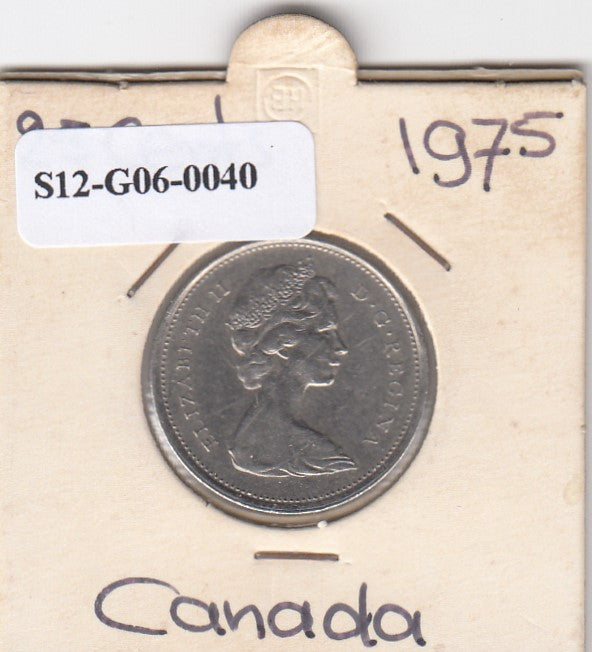 1975
S12-G06-0040
ELIZABETH II D·G·REGINA
Canada